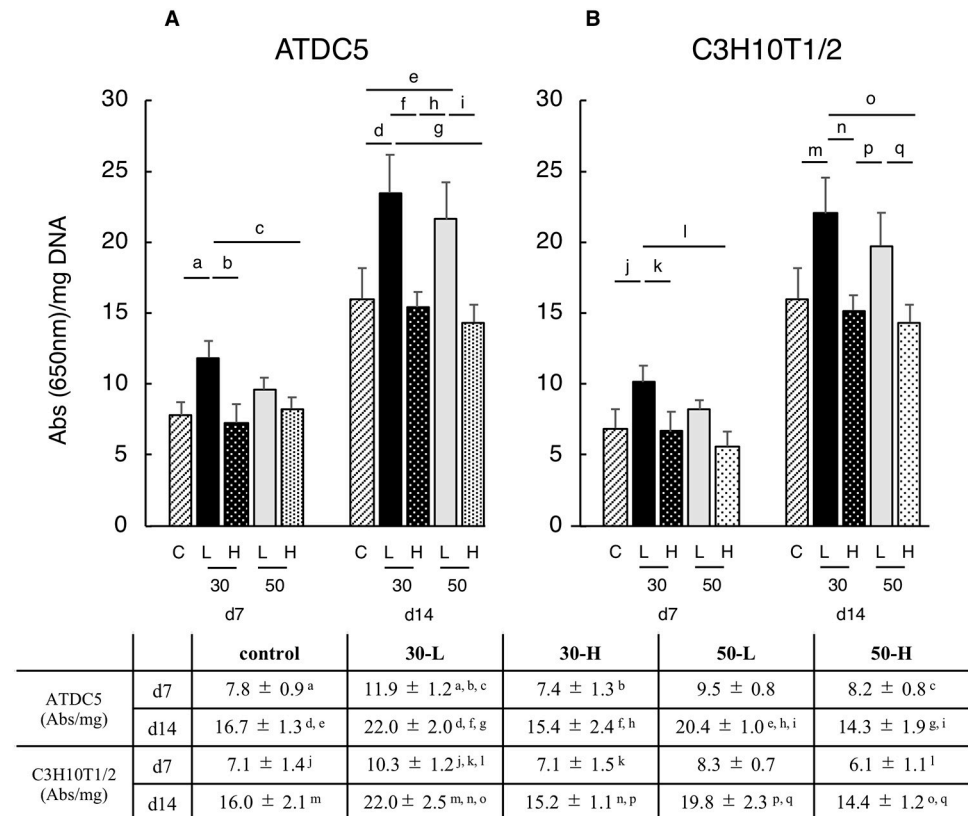 A
B
ATDC5
C3H10T1/2
Abs (650nm)/mg DNA
30
25
20
15
10
5
0
a b c d e f g h i
C L H L H C L H L H
30 50 30 50
d7 d14
30
25
20
15
10
5
0
j k l m n o p q
C L H L H C L H L H
30 50 30 50
d7 d14
control 30-L 30-H 50-L 50-H
ATDC5 (Abs/mg)
d7 7.8 ± 0.9 a 11.9 ± 1.2 a, b, c 7.4 ± 1.3 b 9.5 ± 0.8 8.2 ± 0.8 c
d14 16.7 ± 1.3 d, e 22.0 ± 2.0 d, f, g 15.4 ± 2.4 f, h 20.4 ± 1.0 e, h, i 14.3 ± 1.9 g, i
C3H10T1/2 (Abs/mg)
d7 7.1 ± 1.4 j 10.3 ± 1.2 j, k, l 7.1 ± 1.5 k 8.3 ± 0.7 6.1 ± 1.1 l
d14 16.0 ± 2.1 m 22.0 ± 2.5 m, n, o 15.2 ± 1.1 n, p 19.8 ± 2.3 p, q 14.4 ± 1.2 o, q